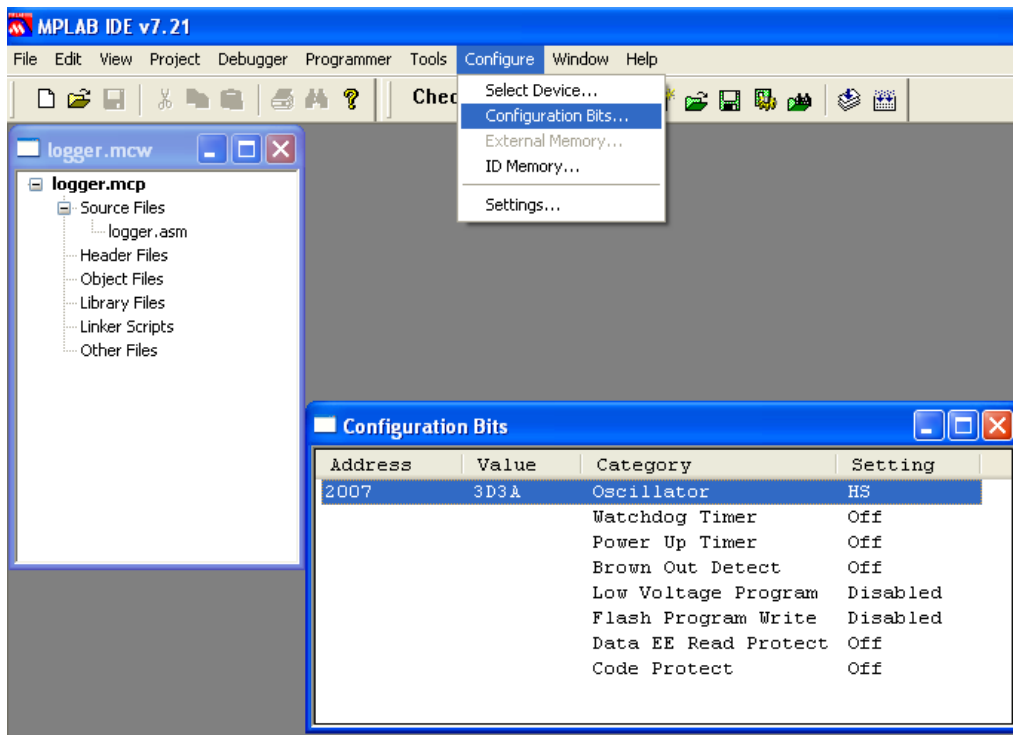 MPLAB IDE v7.21
File Edit View Project Debugger Programmer Tools Configure Window Help
Chec
Select Device...
Configuration Bits...
External Memory...
ID Memory...
Settings...
logger.mcw
logger.mcp
Source Files
logger.asm
Header Files
Object Files
Library Files
Linker Scripts
Other Files
Configuration Bits
Address Value Category Setting
2007 3D3A Oscillator HS
Watchdog Timer Off
Power Up Timer Off
Brown Out Detect Off
Low Voltage Program Disabled
Flash Program Write Disabled
Data EE Read Protect Off
Code Protect Off